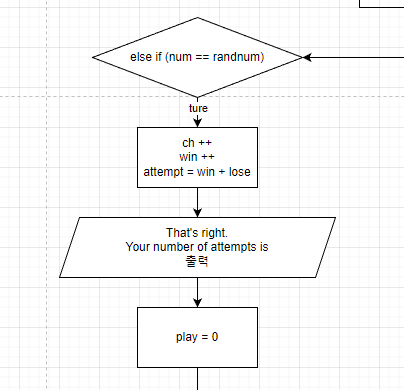 else if (num == randnum)
ture
ch ++
win ++
attempt = win + lose
That's right.
Your number of attempts is
출력
play = 0